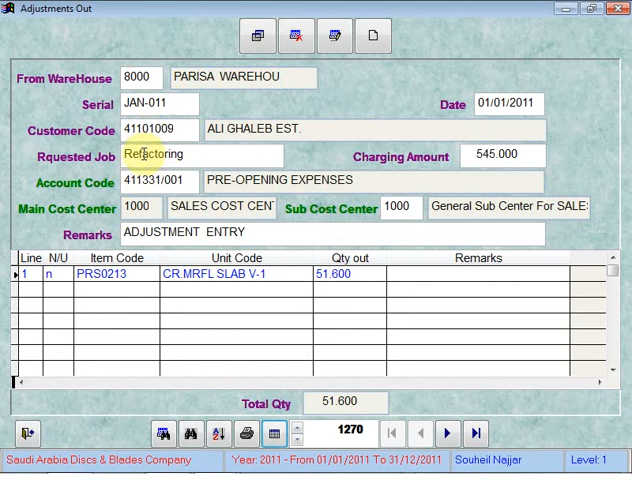 Adjustments Out
From WareHouse 8000 PARISA WAREHOU
Serial JAN-011 Date 01/01/2011
Customer Code 41101009 ALI GHALEB EST.
Rquested Job Refactoring Charging Amount 545.000
Account Code 411331/001 PRE-OPENING EXPENSES
Main Cost Center 1000 SALES COST CENT Sub Cost Center 1000 General Sub Center For SALE:
Remarks ADJUSTMENT ENTRY
Line N/U Item Code Unit Code Qty out Remarks
1 n PRS0213 CR.MRFL SLAB V-1 51.600
Total Qty 51.600
1270
Saudi Arabia Discs & Blades Company Year: 2011 - From 01/01/2011 To 31/12/2011 Souheil Najjar Level: 1